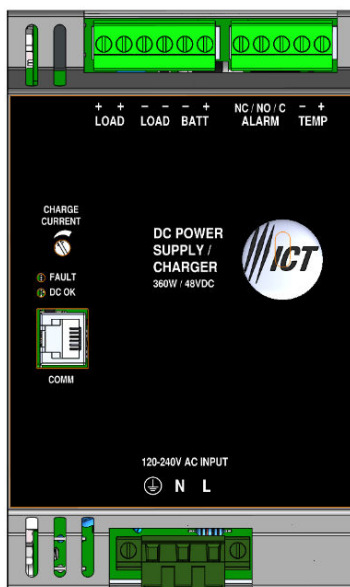 + + - - - + NC / NO / C - +
LOAD LOAD BATT ALARM TEMP
CHARGE
CURRENT
FAULT
DC OK
COMM
DC POWER
SUPPLY /
CHARGER
360W / 48VDC
ICT
120-240V AC INPUT
N L